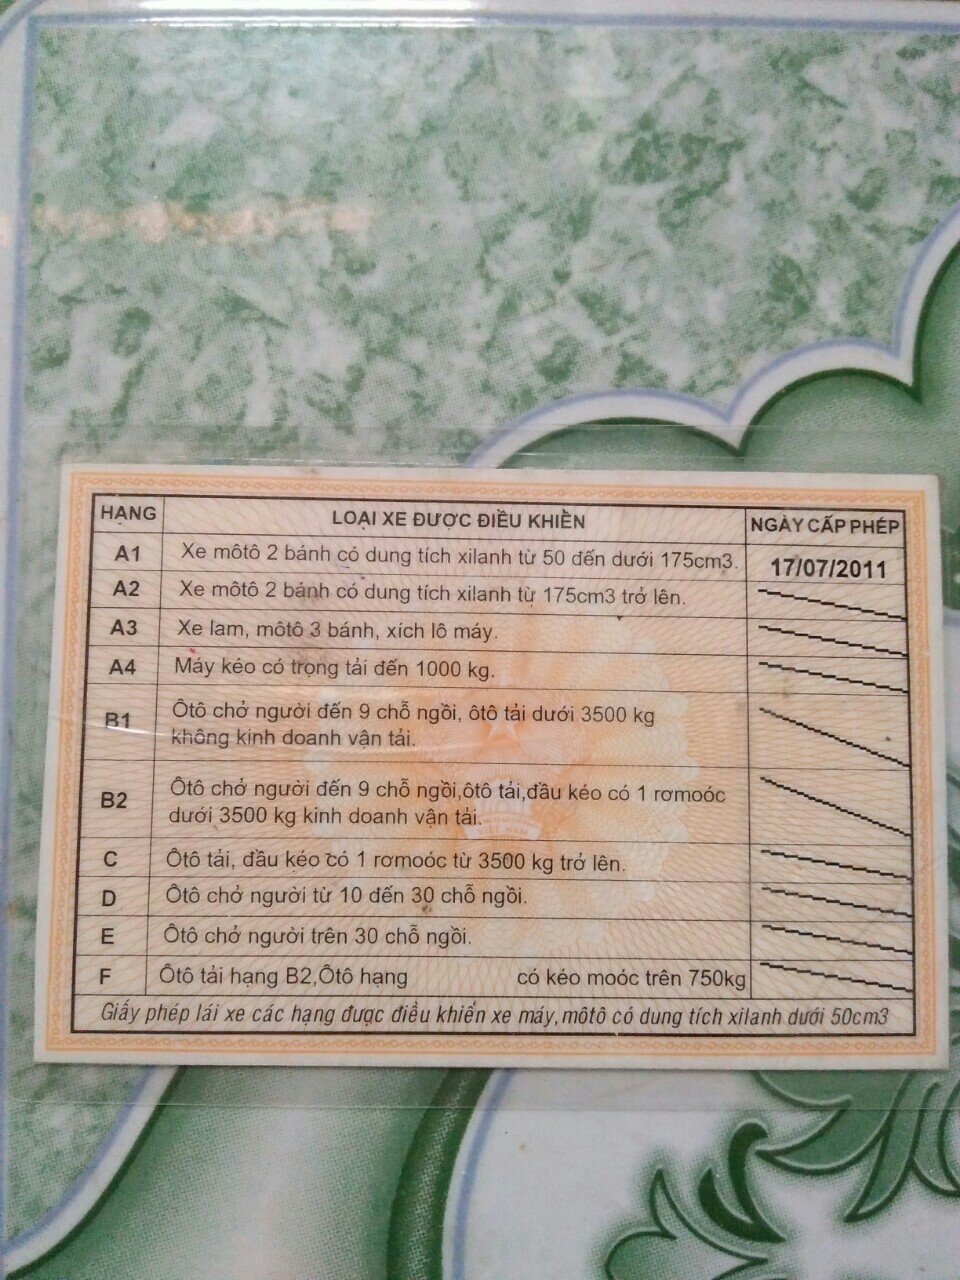 HẠNG LOẠI XE ĐƯỢC ĐIỀU KHIỂN NGÀY CẤP PHÉP
A1 Xe môtô 2 bánh có dung tích xilanh từ 50 đến dưới 175cm3. 17/07/2011
A2 Xe môtô 2 bánh có dung tích xilanh từ 175cm3 trở lên.
A3 Xe lam, môtô 3 bánh, xích lô máy.
A4 Máy kéo có trọng tải đến 1000 kg.
B1 Ôtô chở người đến 9 chỗ ngồi, ôtô tải dưới 3500 kg
không kinh doanh vận tải.
B2 Ôtô chở người đến 9 chỗ ngồi,ôtô tải,đầu kéo có 1 rơmoóc
dưới 3500 kg kinh doanh vận tải.
VIỆT NAM
C Ôtô tải, đầu kéo có 1 rơmoóc từ 3500 kg trở lên.
D Ôtô chở người từ 10 đến 30 chỗ ngồi.
E Ôtô chở người trên 30 chỗ ngồi.
F Ôtô tải hạng B2,Ôtô hạng có kéo moóc trên 750kg
Giấy phép lái xe các hạng được điều khiển xe máy,môtô có dung tích xilanh dưới 50cm3